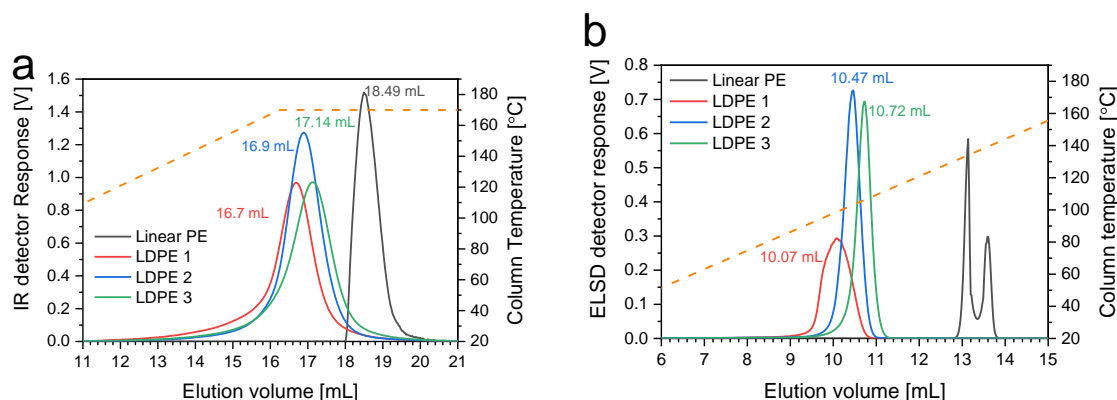 a
IR detector Response [V]
1.6
1.4
1.2
1.0
0.8
0.6
0.4
0.2
0.0
18.49 mL
17.14 mL
16.9 mL
16.7 mL
Linear PE
LDPE 1
LDPE 2
LDPE 3
180
160
140
120
100
80
60
40
20
Column Temperature [°C]
11 12 13 14 15 16 17 18 19 20 21
Elution volume [mL]
b
ELSD detector response [V]
0.8
0.7
0.6
0.5
0.4
0.3
0.2
0.1
0.0
Linear PE
LDPE 1
LDPE 2
LDPE 3
10.47 mL
10.72 mL
10.07 mL
180
160
140
120
100
80
60
40
20
Column temperature [°C]
6 7 8 9 10 11 12 13 14 15
Elution volume [mL]